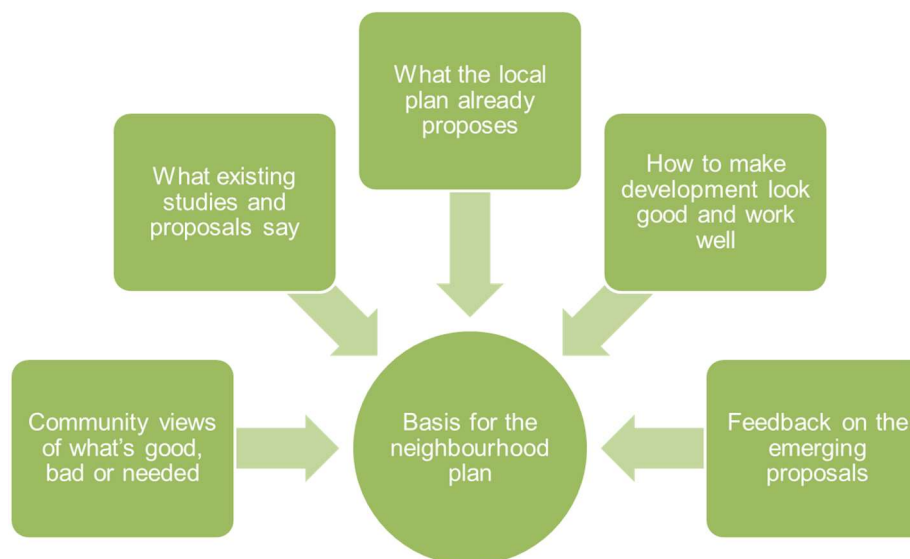 What the local
plan already
proposes
What existing
studies and
proposals say
How to make
development look
good and work
well
Community views
of what's good,
bad or needed
Basis for the
neighbourhood
plan
Feedback on the
emerging
proposals